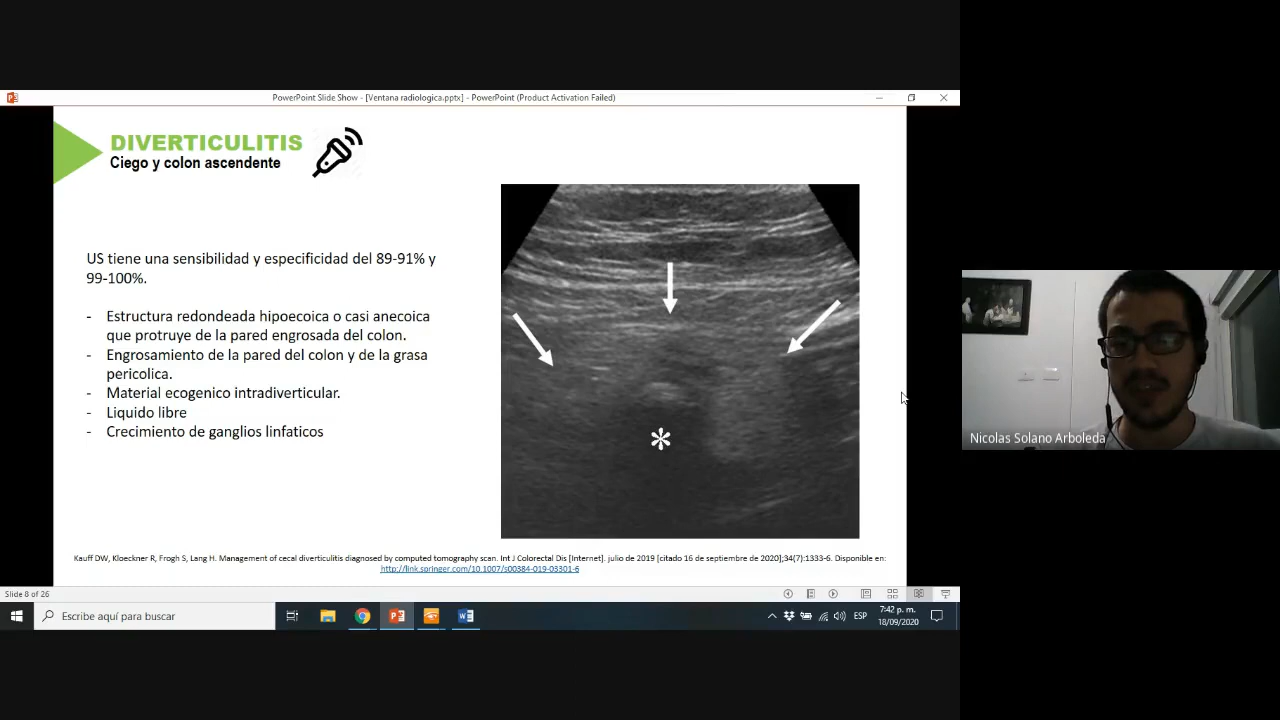 PowerPoint Slide Show - [Ventana radiologica.pptx] - PowerPoint (Product Activation Failed)
DIVERTICULITIS
Ciego y colon ascendente
US tiene una sensibilidad y especificidad del 89-91% y
99-100%.
- Estructura redondeada hipoecoica o casi anecoica
que protruye de la pared engrosada del colon.
- Engrosamiento de la pared del colon y de la grasa
pericolica.
- Material ecogenico intradiverticular.
- Liquido libre
- Crecimiento de ganglios linfaticos
*
Kauff DW, Kloeckner R, Frogh S, Lang H. Management of cecal diverticulitis diagnosed by computed tomography scan. Int J Colorectal Dis [Internet]. julio de 2019 [citado 16 de septiembre de 2020];34(7):1333-6. Disponible en:
http://link.springer.com/10.1007/s00384-019-03301-6
Nicolas Solano Arboleda
Slide 8 of 26
Escribe aquí para buscar
ESP
7:42 p. m.
18/09/2020